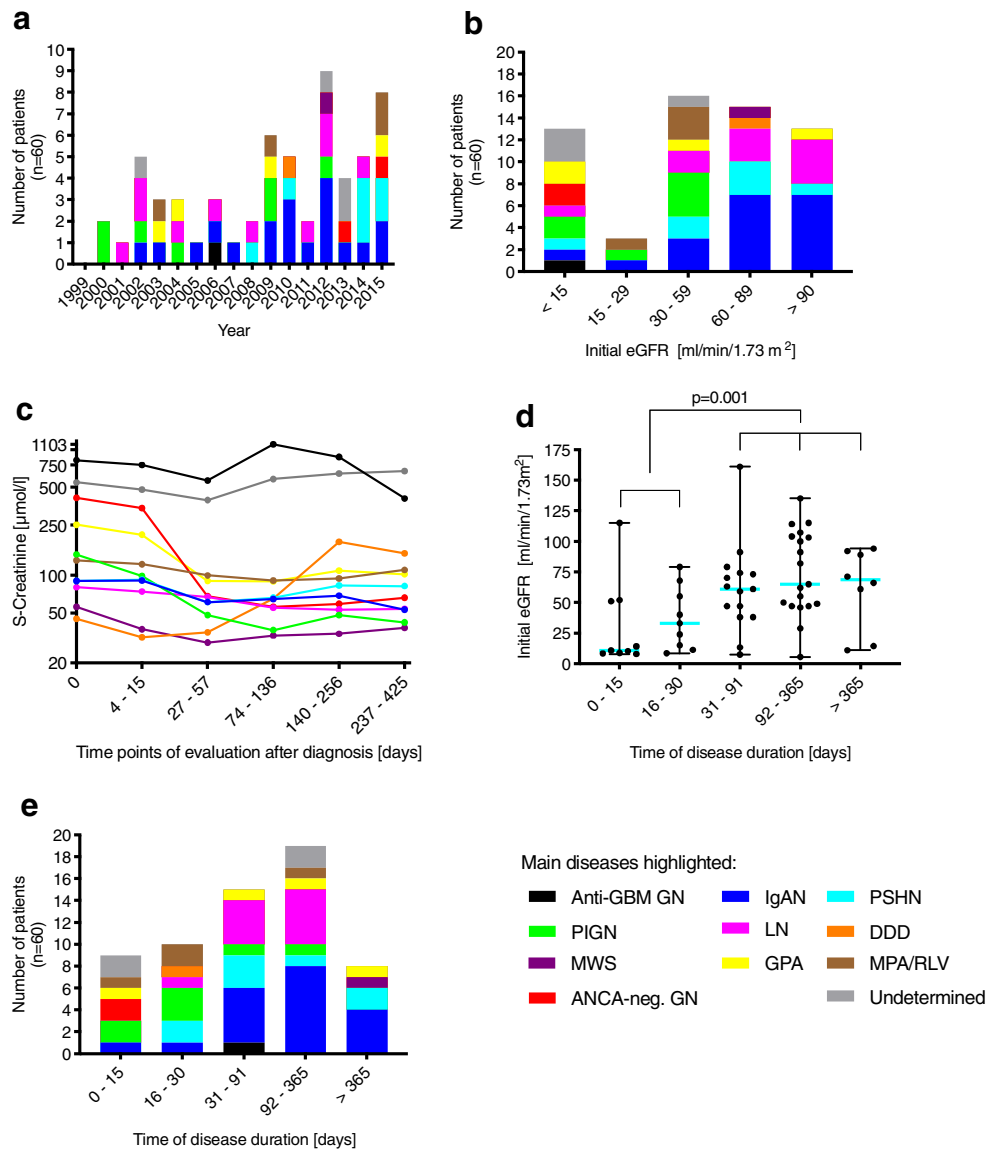 a
Number of patients
(n=60)
10
9
8
7
6
5
4
3
2
1
0
1999
2000
2001
2002
2003
2004
2005
2006
2007
2008
2009
2010
2011
2012
2013
2014
2015
Year
b
Number of patients
(n=60)
20
18
16
14
12
10
8
6
4
2
0
< 15
15 - 29
30 - 59
60 - 89
> 90
Initial eGFR [ml/min/1.73 m 2]
c
S-Creatinine [µmol/l]
1103
750
500
250
100
50
20
0
4 - 15
27 - 57
74 - 136
140 - 256
237 - 425
Time points of evaluation after diagnosis [days]
d
p=0.001
Initial eGFR [ml/min/1.73m2]
175
150
125
100
75
50
25
0
0 - 15
16 - 30
31 - 91
92 - 365
> 365
Time of disease duration [days]
e
Number of patients
(n=60)
20
18
16
14
12
10
8
6
4
2
0
0 - 15
16 - 30
31 - 91
92 - 365
> 365
Time of disease duration [days]
Main diseases highlighted:
Anti-GBM GN
IgAN
PSHN
PIGN
LN
DDD
MWS
GPA
MPA/RLV
ANCA-neg. GN
Undetermined